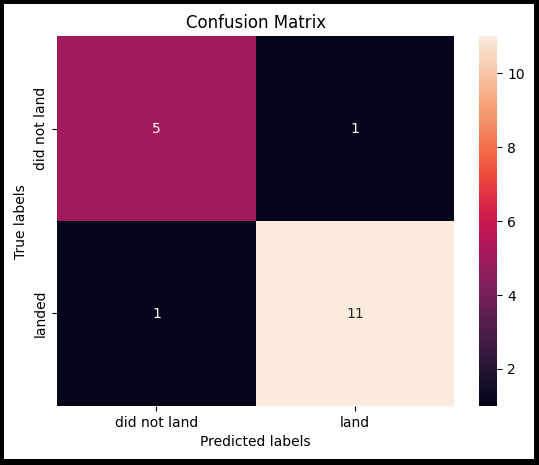 Confusion Matrix
True labels
did not land
landed
5
1
1
11
did not land
land
Predicted labels
10
8
6
4
2